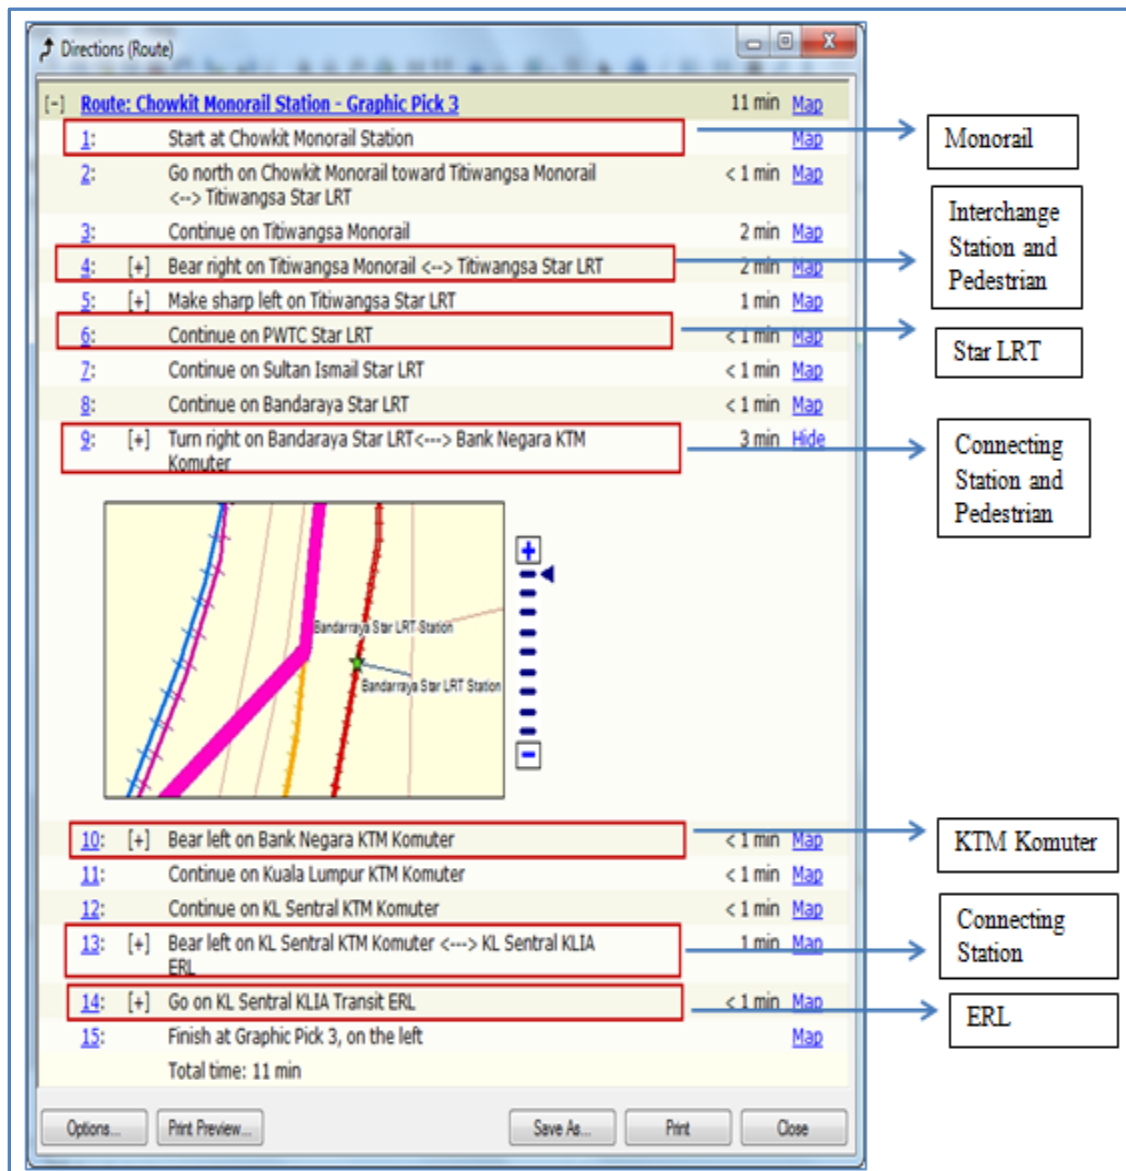 Directions (Route)
[-] Route: Chowkit Monorail Station - Graphic Pick 3 11 min Map
1: Start at Chowkit Monorail Station Map
Monorail
2: Go north on Chowkit Monorail toward Titiwangsa Monorail < 1 min Map
<--> Titiwangsa Star LRT
3: Continue on Titiwangsa Monorail 2 min Map
4: [+] Bear right on Titiwangsa Monorail <--> Titiwangsa Star LRT 2 min Map
Interchange
Station and
Pedestrian
5: [+] Make sharp left on Titiwangsa Star LRT 1 min Map
6: Continue on PWTC Star LRT < 1 min Map
Star LRT
7: Continue on Sultan Ismail Star LRT < 1 min Map
8: Continue on Bandaraya Star LRT < 1 min Map
9: [+] Turn right on Bandaraya Star LRT<---> Bank Negara KTM 3 min Hide
Komuter
Connecting
Station and
Pedestrian
Bandarraya Star LRT Station
Bandarraya Star LRT Station
+
-
10: [+] Bear left on Bank Negara KTM Komuter < 1 min Map
KTM Komuter
11: Continue on Kuala Lumpur KTM Komuter < 1 min Map
12: Continue on KL Sentral KTM Komuter < 1 min Map
13: [+] Bear left on KL Sentral KTM Komuter <---> KL Sentral KLIA 1 min Map
ERL
Connecting
Station
14: [+] Go on KL Sentral KLIA Transit ERL < 1 min Map
ERL
15: Finish at Graphic Pick 3, on the left Map
Total time: 11 min
Options... Print Preview... Save As... Print Close